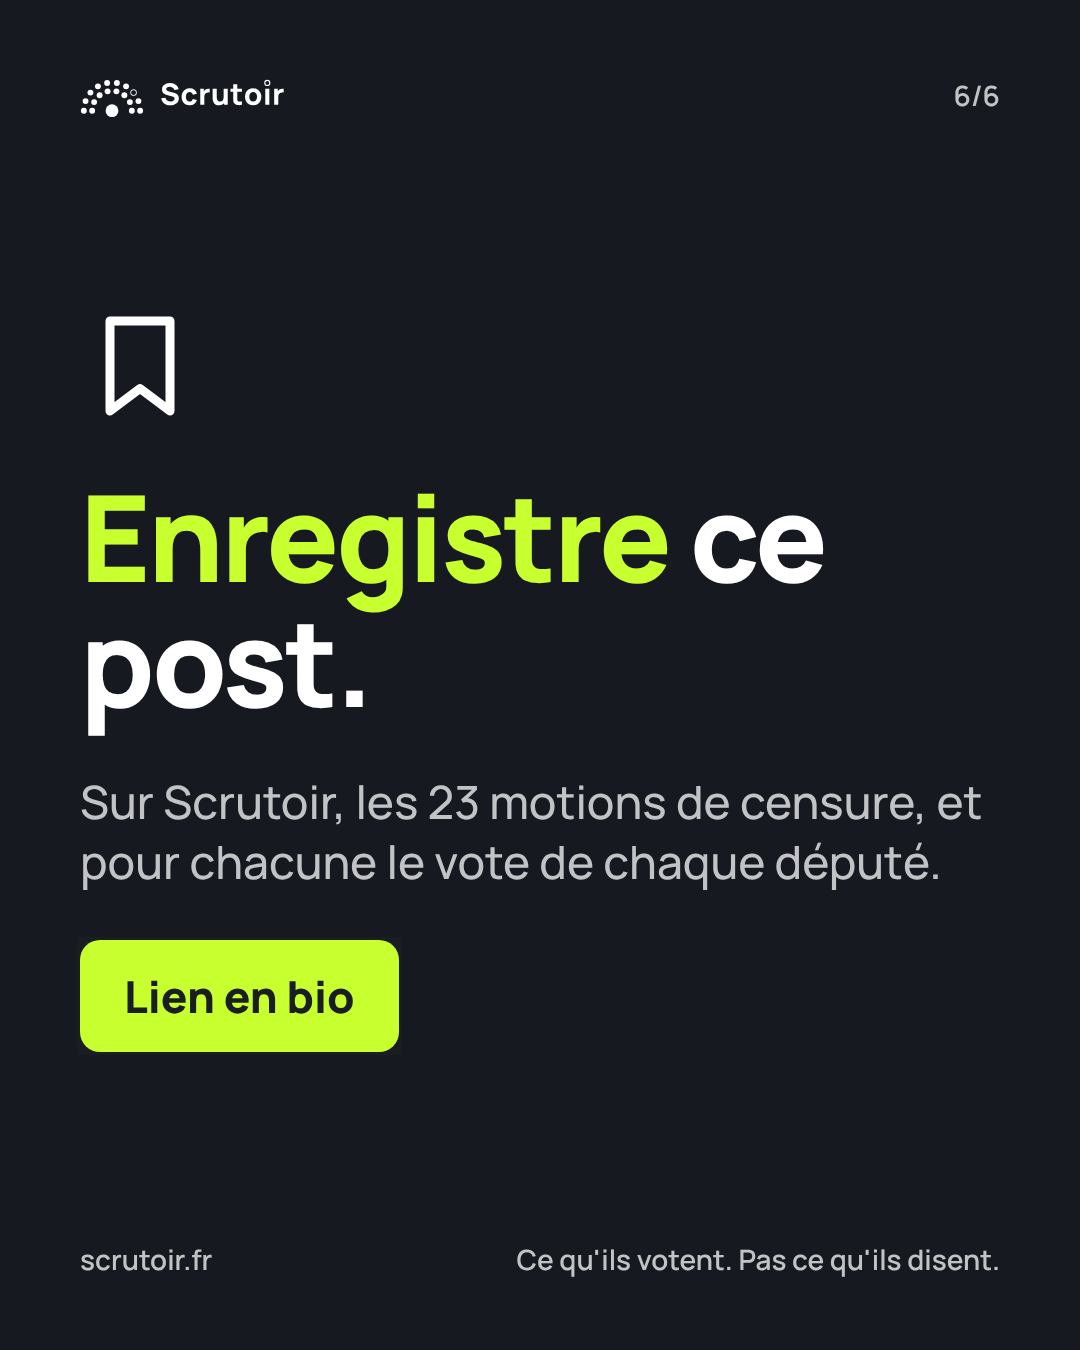 Scrutoir
6/6
Enregistre ce
post.
Sur Scrutoir, les 23 motions de censure, et
pour chacune le vote de chaque député.
Lien en bio
scrutoir.fr
Ce qu'ils votent. Pas ce qu'ils disent.